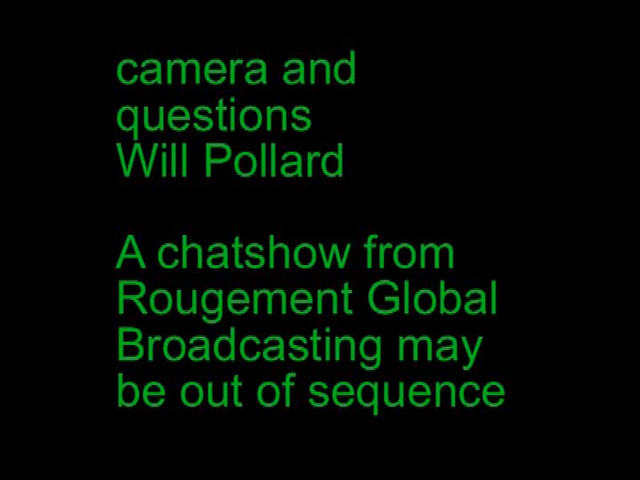 camera and
questions
Will Pollard
A chatshow from
Rougement Global
Broadcasting may
be out of sequence